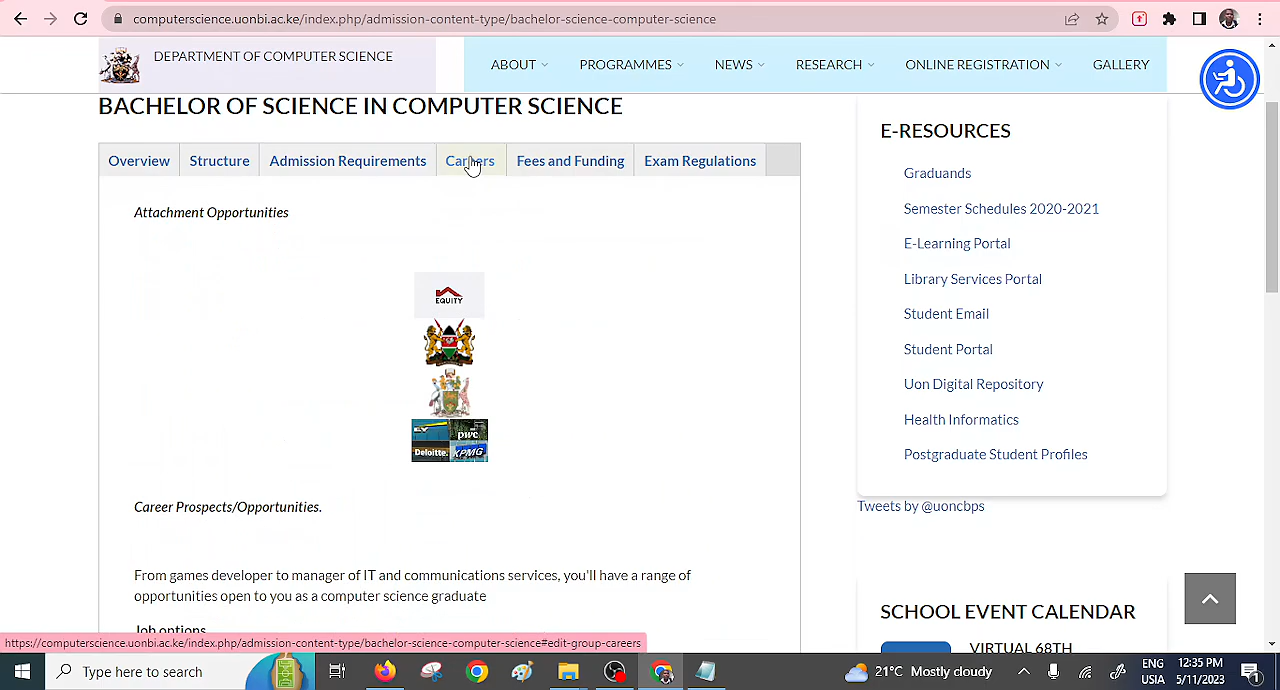 computerscience.uonbi.ac.ke/index.php/admission-content-type/bachelor-science-computer-science
DEPARTMENT OF COMPUTER SCIENCE
ABOUT
PROGRAMMES
NEWS
RESEARCH
ONLINE REGISTRATION
GALLERY
BACHELOR OF SCIENCE IN COMPUTER SCIENCE
Overview
Structure
Admission Requirements
Careers
Fees and Funding
Exam Regulations
Attachment Opportunities
EQUITY
EY
pwc
Deloitte.
KPMG
Career Prospects/Opportunities.
From games developer to manager of IT and communications services, you'll have a range of
opportunities open to you as a computer science graduate
Job options
E-RESOURCES
Graduands
Semester Schedules 2020-2021
E-Learning Portal
Library Services Portal
Student Email
Student Portal
Uon Digital Repository
Health Informatics
Postgraduate Student Profiles
Tweets by @uoncbps
SCHOOL EVENT CALENDAR
VIRTUAL 68TH
https://computerscience.uonbi.ac.ke/index.php/admission-content-type/bachelor-science-computer-science#edit-group-careers
Type here to search
21°C Mostly cloudy
ENG
USA
12:35 PM
5/11/2023